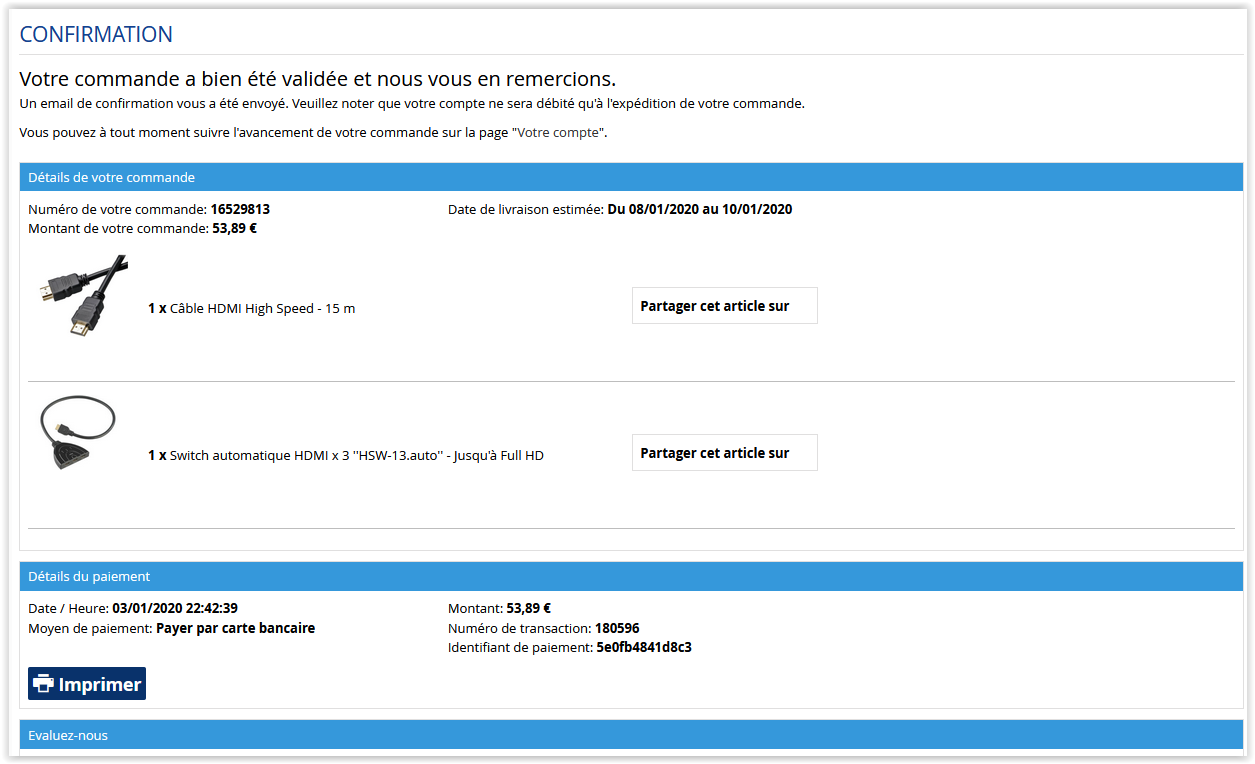 CONFIRMATION
Votre commande a bien été validée et nous vous en remercions.
Un email de confirmation vous a été envoyé. Veuillez noter que votre compte ne sera débité qu'à l'expédition de votre commande.
Vous pouvez à tout moment suivre l'avancement de votre commande sur la page "Votre compte".
Détails de votre commande
Numéro de votre commande: 16529813
Date de livraison estimée: Du 08/01/2020 au 10/01/2020
Montant de votre commande: 53,89 €
1 x Câble HDMI High Speed - 15 m
Partager cet article sur
1 x Switch automatique HDMI x 3 ''HSW-13.auto'' - Jusqu'à Full HD
Partager cet article sur
Détails du paiement
Date / Heure: 03/01/2020 22:42:39
Montant: 53,89 €
Moyen de paiement: Payer par carte bancaire
Numéro de transaction: 180596
Identifiant de paiement: 5e0fb4841d8c3
Imprimer
Evaluez-nous